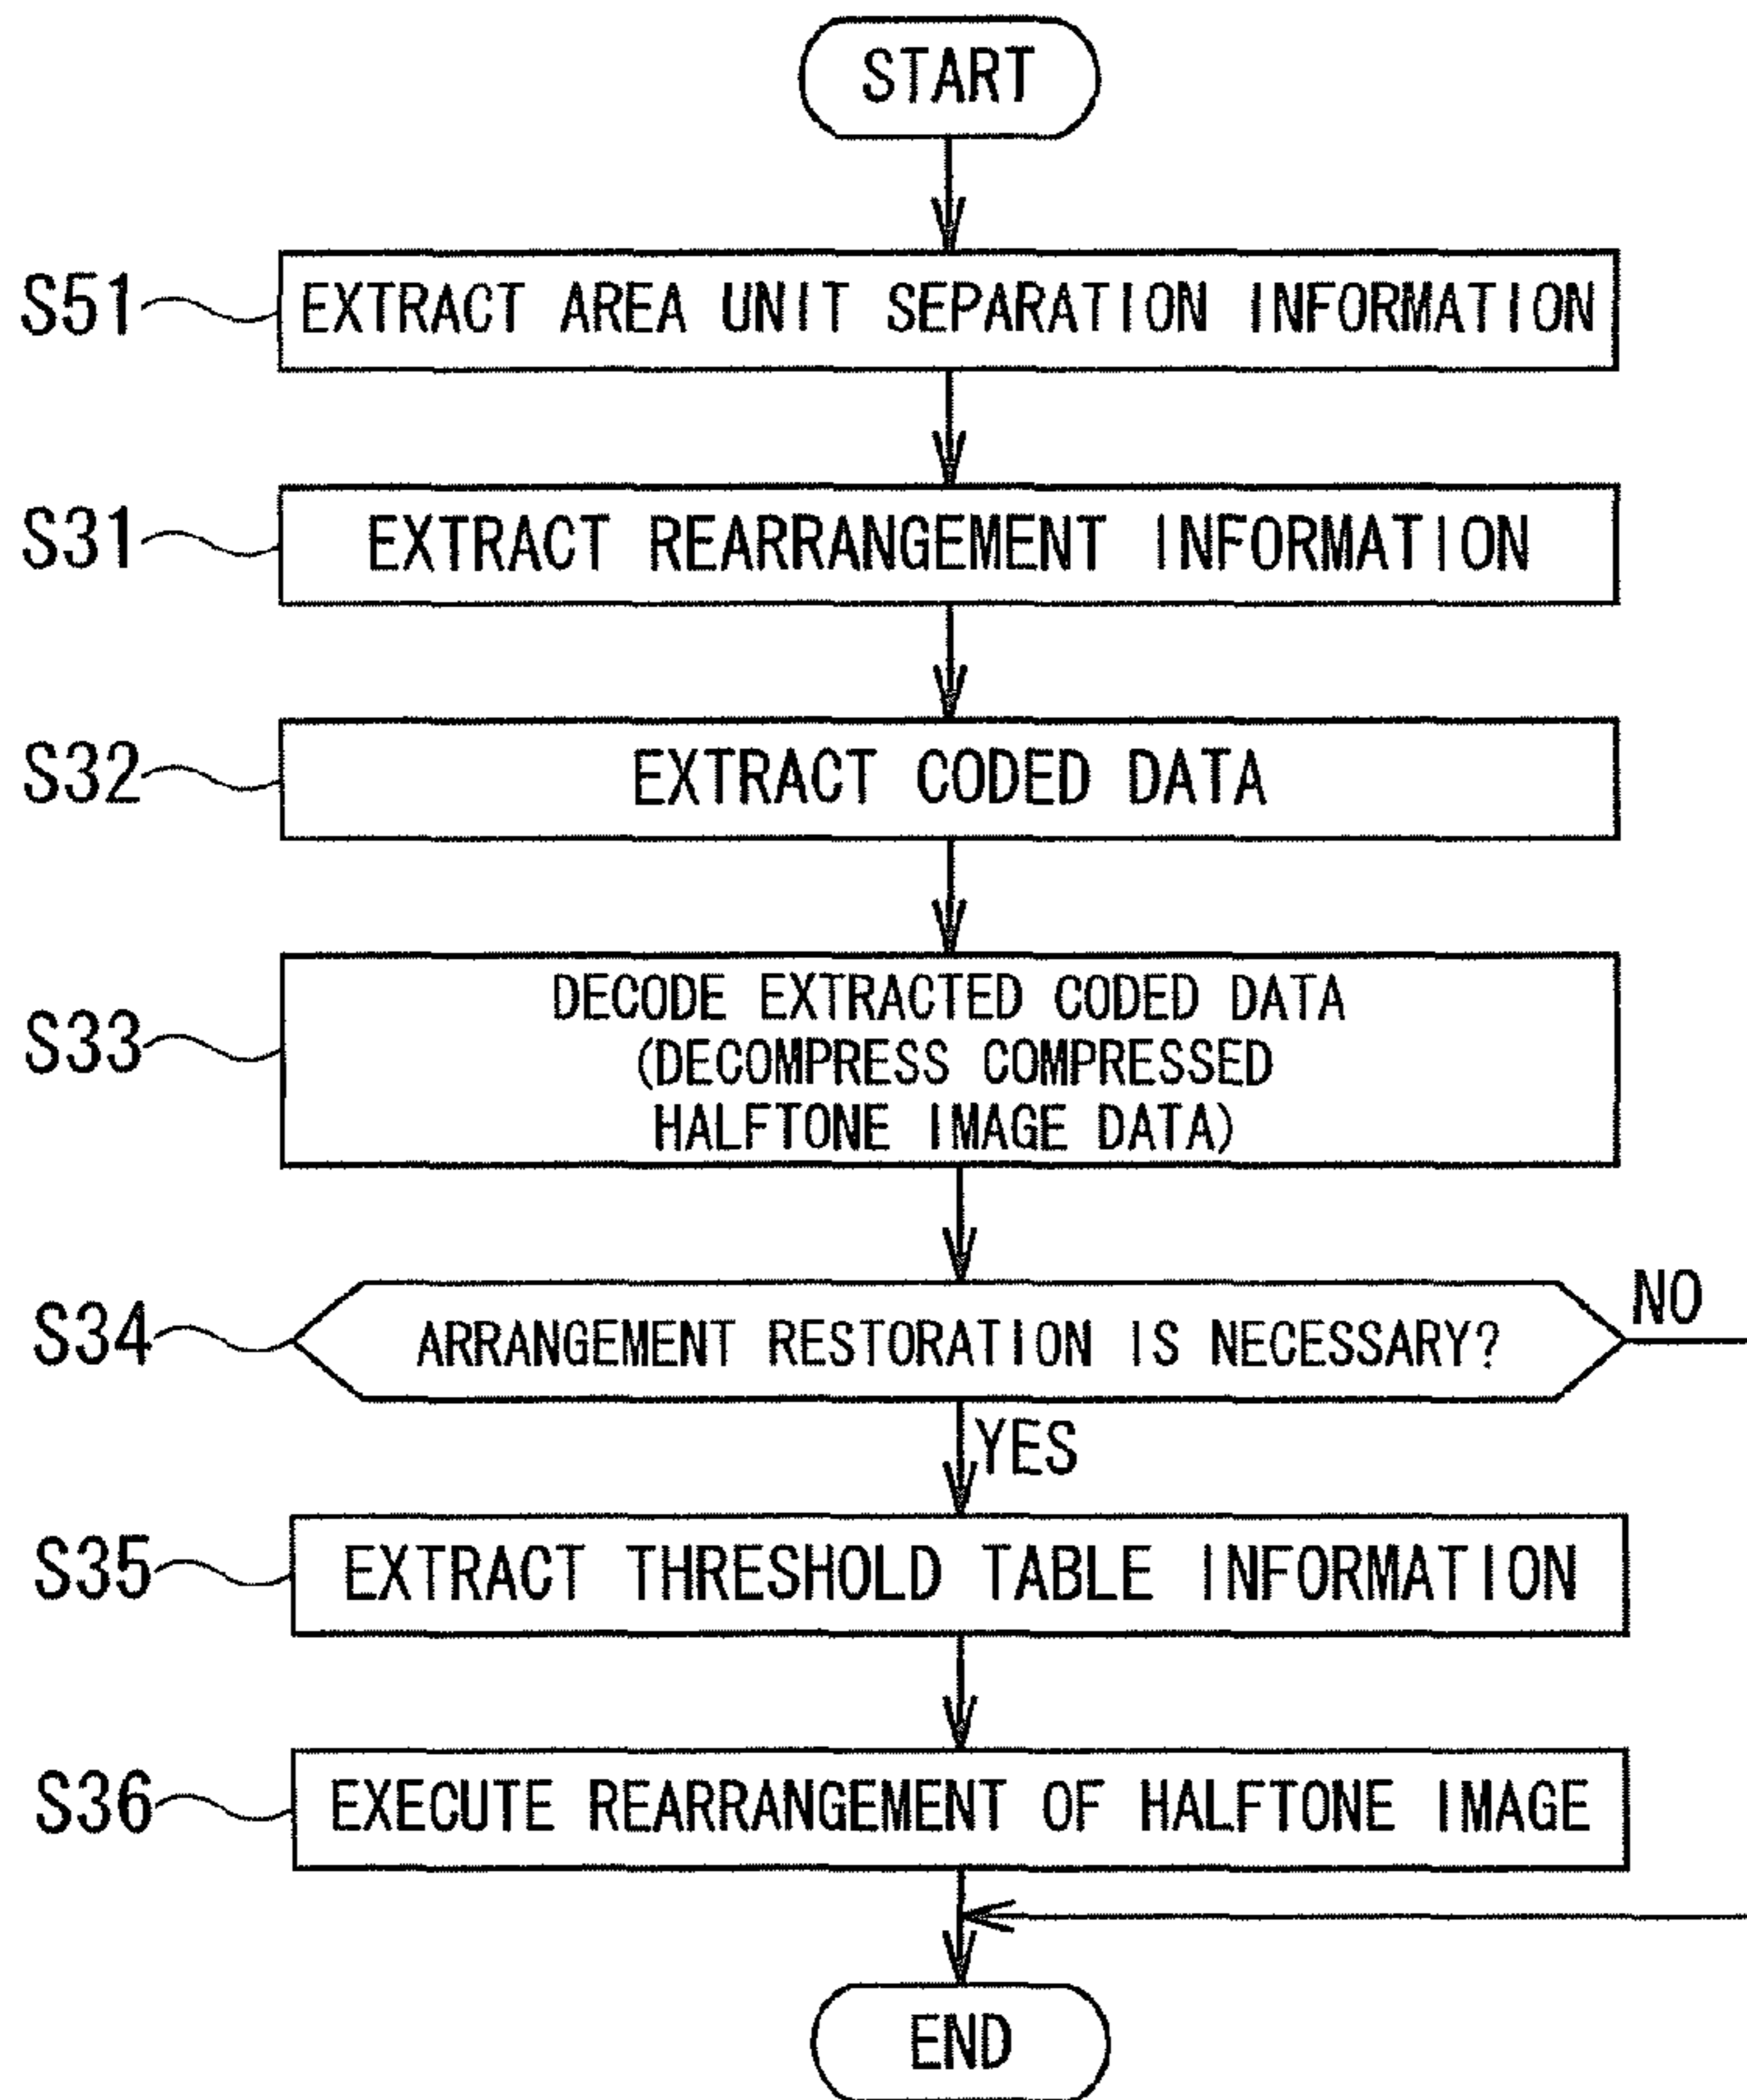 START
S51 EXTRACT AREA UNIT SEPARATION INFORMATION
S31 EXTRACT REARRANGEMENT INFORMATION
S32 EXTRACT CODED DATA
S33 DECODE EXTRACTED CODED DATA
(DECOMPRESS COMPRESSED
HALFTONE IMAGE DATA)
S34 ARRANGEMENT RESTORATION IS NECESSARY? NO
YES
S35 EXTRACT THRESHOLD TABLE INFORMATION
S36 EXECUTE REARRANGEMENT OF HALFTONE IMAGE
END